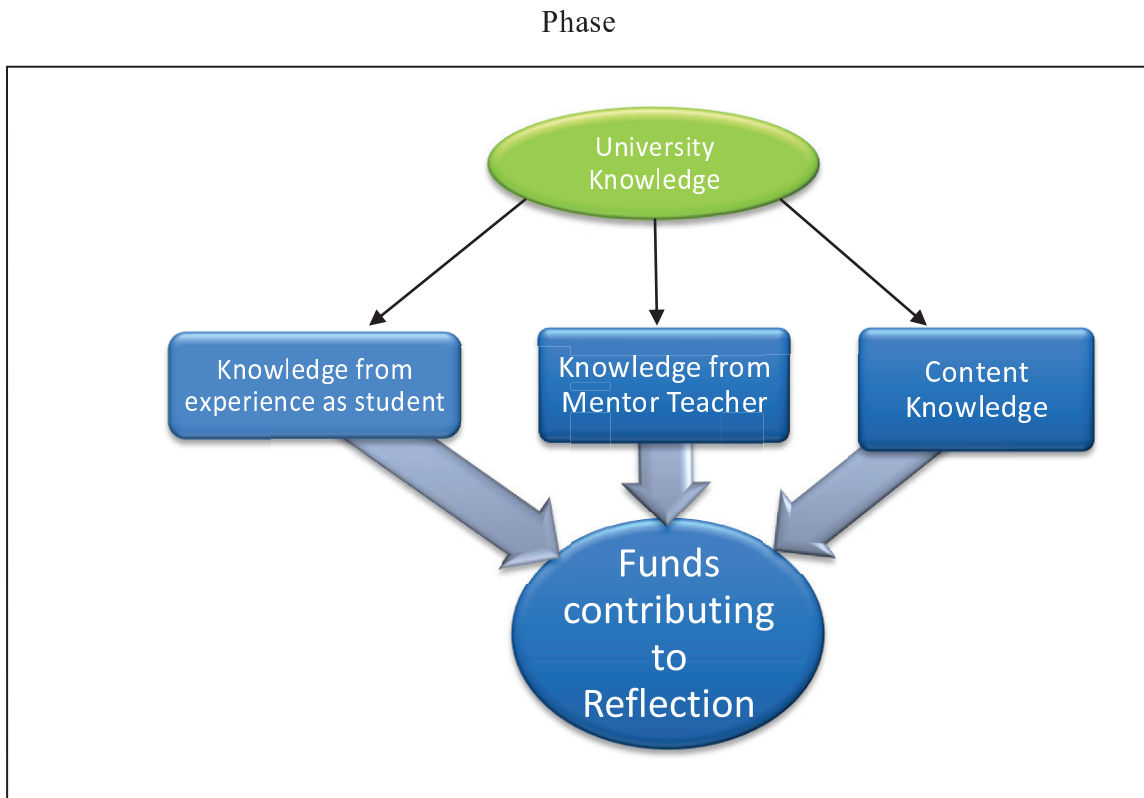 Phase
University
Knowledge
Knowledge from
experience as student
Knowledge from
Mentor Teacher
Content
Knowledge
Funds
contributing
to
Reflection